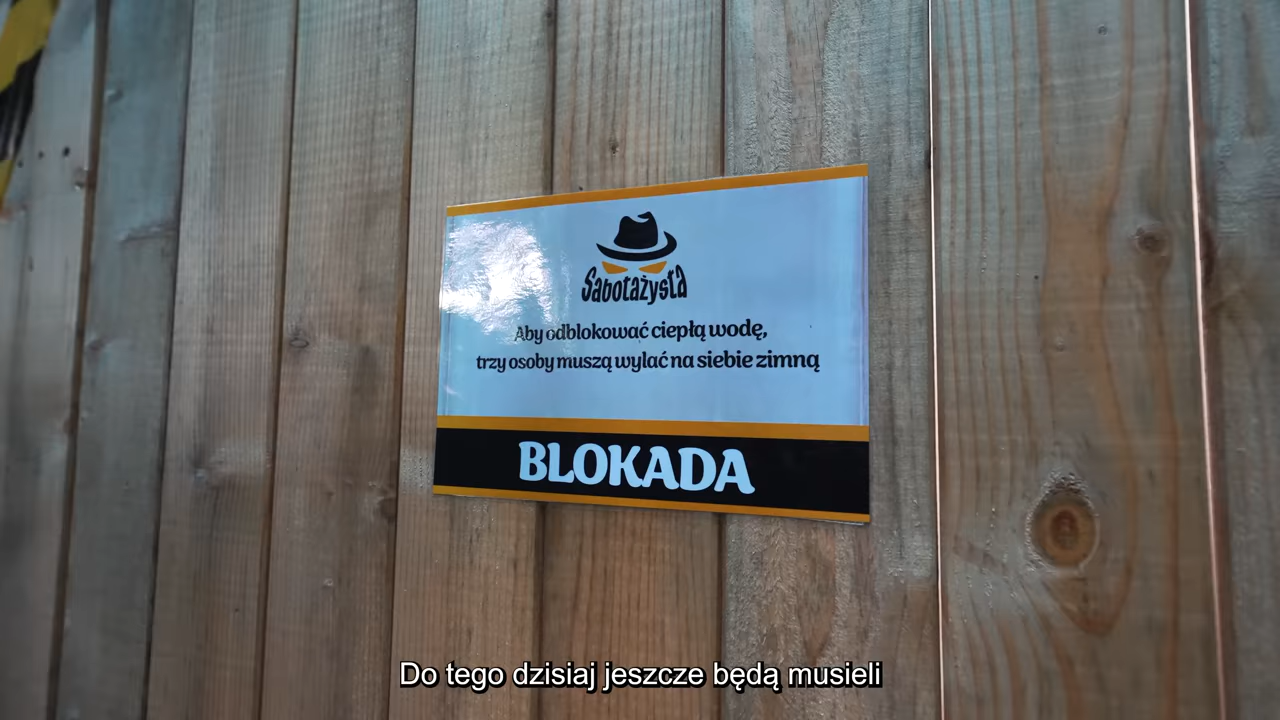 Sabotażysta
Aby odblokować ciepłą wodę,
trzy osoby muszą wylać na siebie zimną
BLOKADA
Do tego dzisiaj jeszcze będą musieli